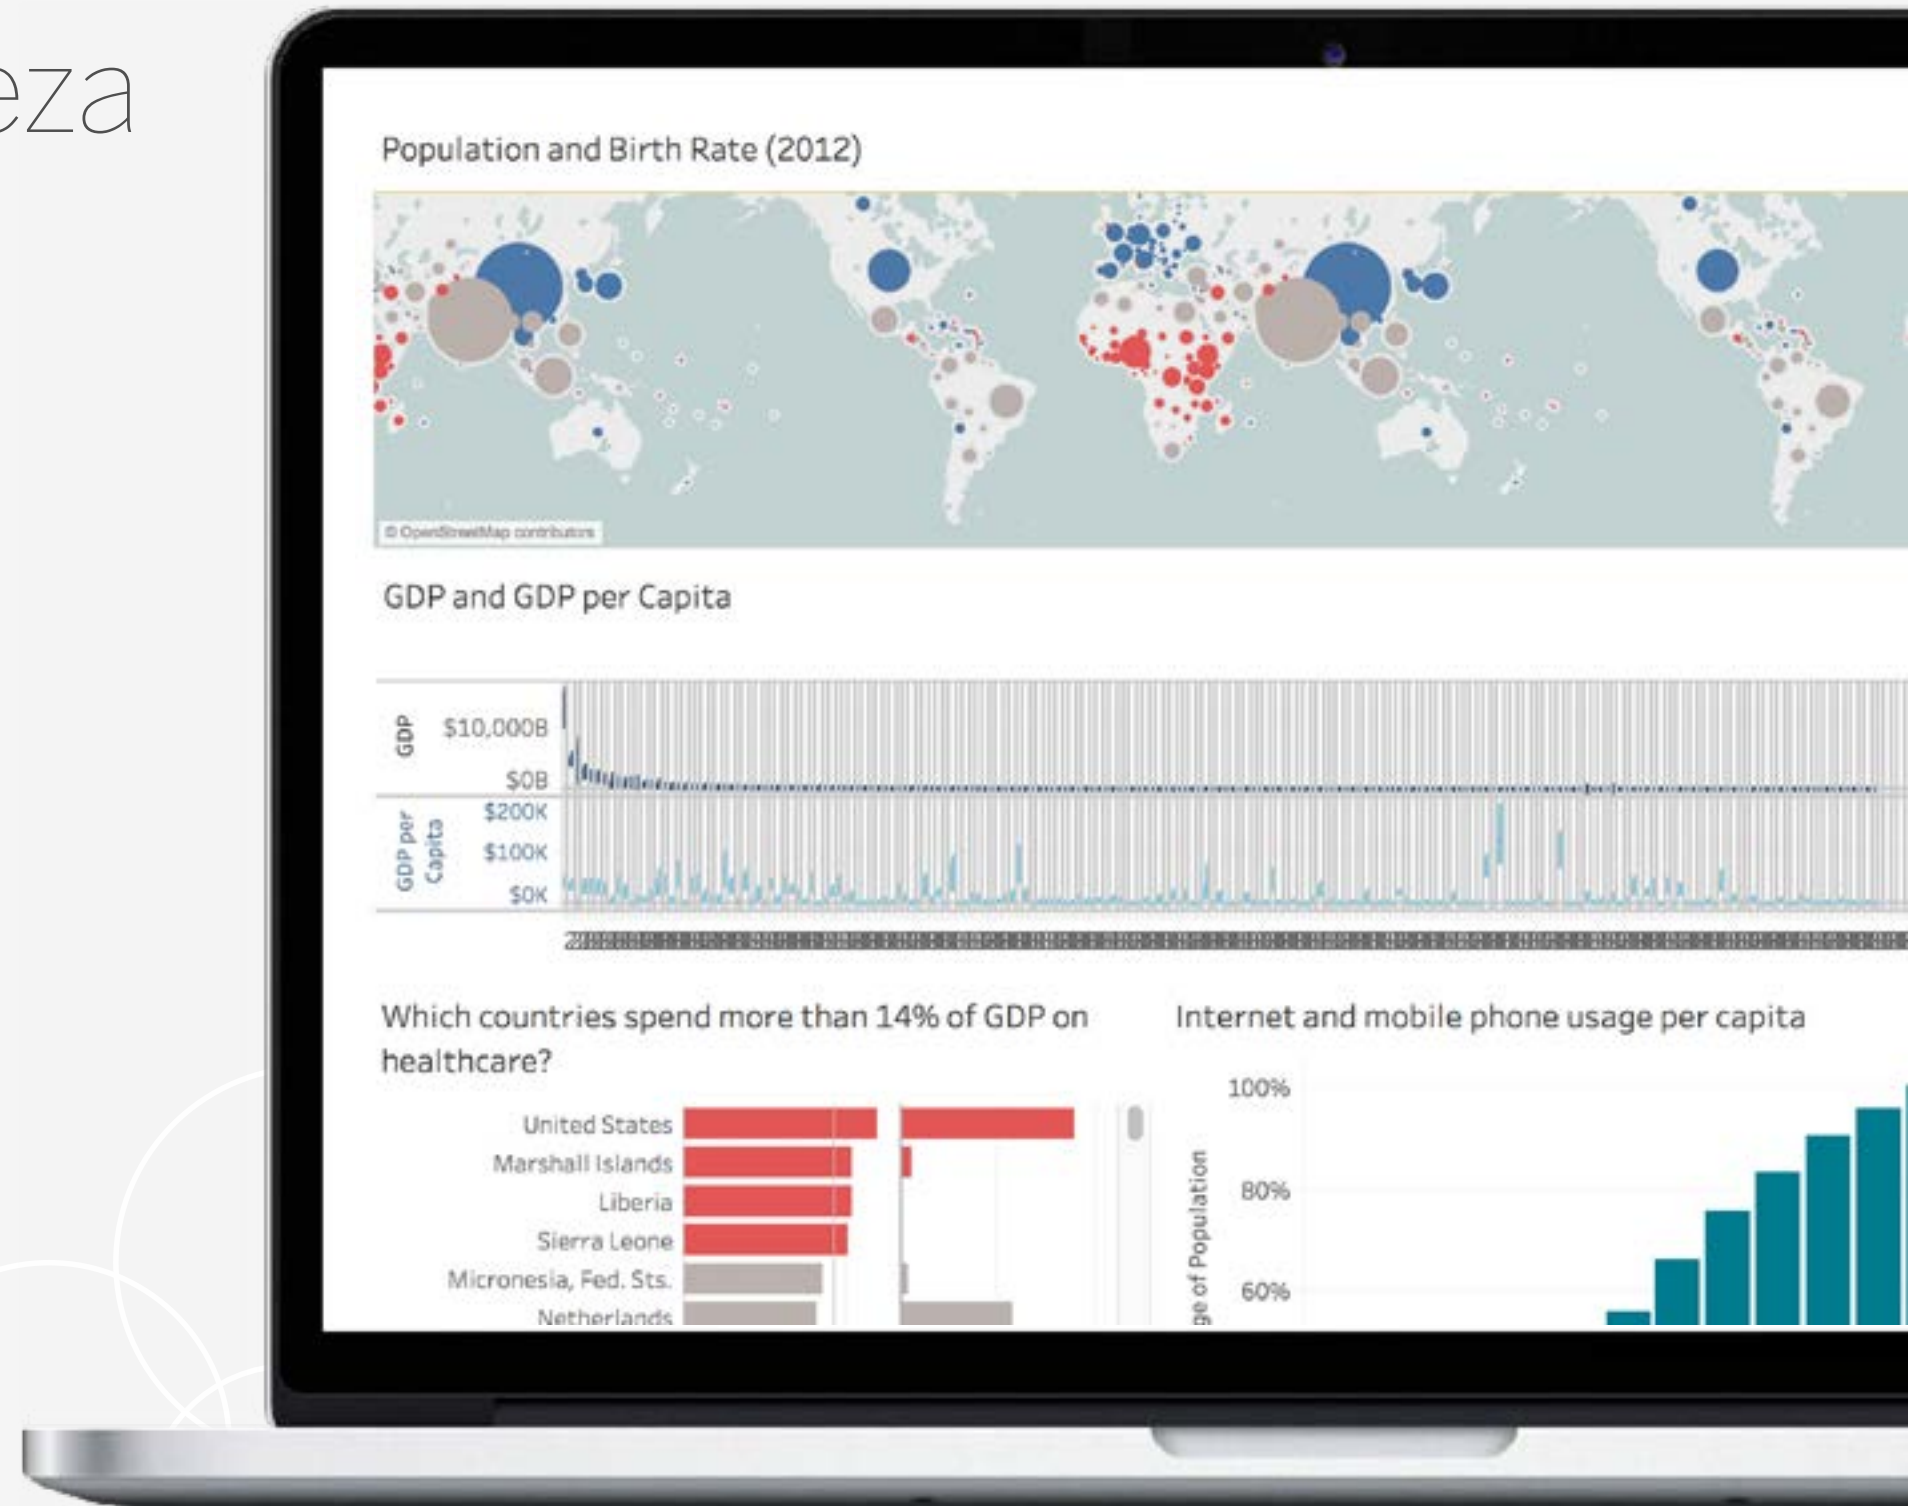 eza
Population and Birth Rate (2012)
© OpenStreetMap contributors
GDP and GDP per Capita
GDP
$10,000B
$0B
GDP per
Capita
$200K
$100K
$0K
Which countries spend more than 14% of GDP on
healthcare?
United States
Marshall Islands
Liberia
Sierra Leone
Micronesia, Fed. Sts.
Netherlands
Internet and mobile phone usage per capita
ge of Population
100%
80%
60%